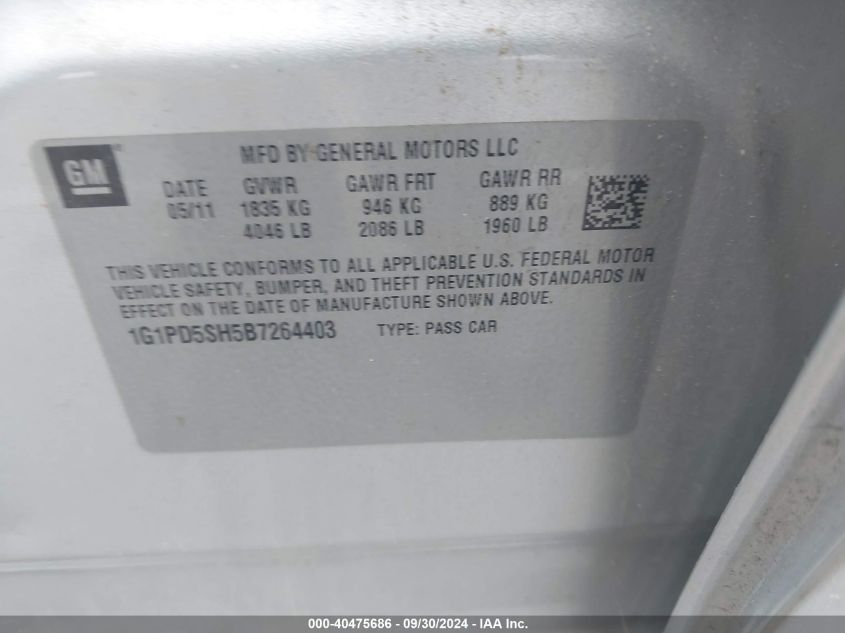 GM
MFD BY GENERAL MOTORS LLC
DATE GVWR GAWR FRT GAWR RR
05/11 1835 KG 946 KG 889 KG
4046 LB 2086 LB 1960 LB
THIS VEHICLE CONFORMS TO ALL APPLICABLE U.S. FEDERAL MOTOR
VEHICLE SAFETY, BUMPER, AND THEFT PREVENTION STANDARDS IN
EFFECT ON THE DATE OF MANUFACTURE SHOWN ABOVE.
1G1PD5SH5B7264403 TYPE: PASS CAR
000-40475686 - 09/30/2024 - IAA Inc.